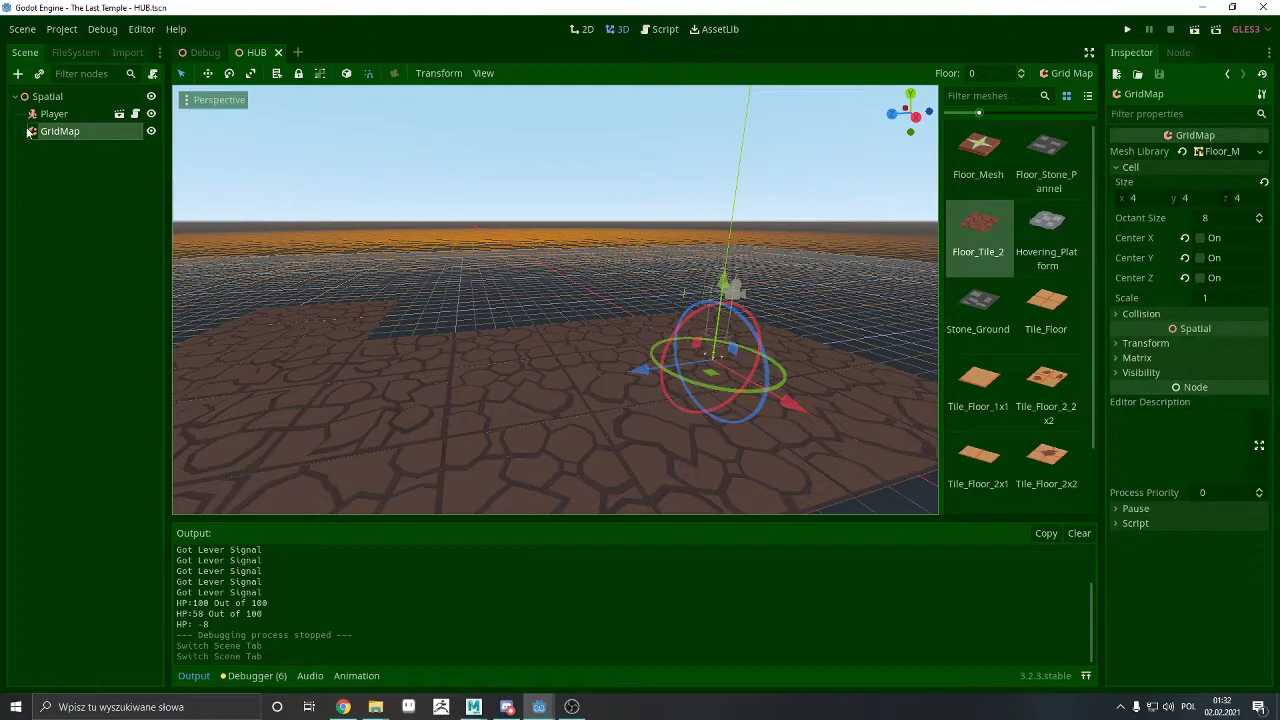 Godot Engine - The Last Temple - HUB.tscn
Scene Project Debug Editor Help
2D 3D Script AssetLib
GLES3
Scene FileSystem Import
Debug HUB
Inspector Node
Filter nodes
Transform View
Floor: 0 Grid Map
GridMap
Spatial
Player
GridMap
Perspective
Filter meshes.
Floor_Mesh
Floor_Stone_P
annel
Floor_Tile_2
Hovering_Plat
form
Stone_Ground
Tile_Floor
Tile_Floor_1x1
Tile_Floor_2_2
x2
Tile_Floor_2x1
Tile_Floor_2x2
Filter properties
GridMap
Mesh Library Floor_M
Cell
Size
x 4 y 4 z 4
Octant Size 8
Center X On
Center Y On
Center Z On
Scale 1
Collision
Spatial
Transform
Matrix
Visibility
Node
Editor Description
Process Priority 0
Pause
Script
Output:
Copy Clear
Got Lever Signal
Got Lever Signal
Got Lever Signal
Got Lever Signal
Got Lever Signal
HP:100 Out of 100
HP:58 Out of 100
HP: -8
--- Debugging process stopped ---
Switch Scene Tab
Switch Scene Tab
Output Debugger (6) Audio Animation
3.2.3.stable
Wpisz tu wyszukiwane słowa
POL
01:32
02.02.2021